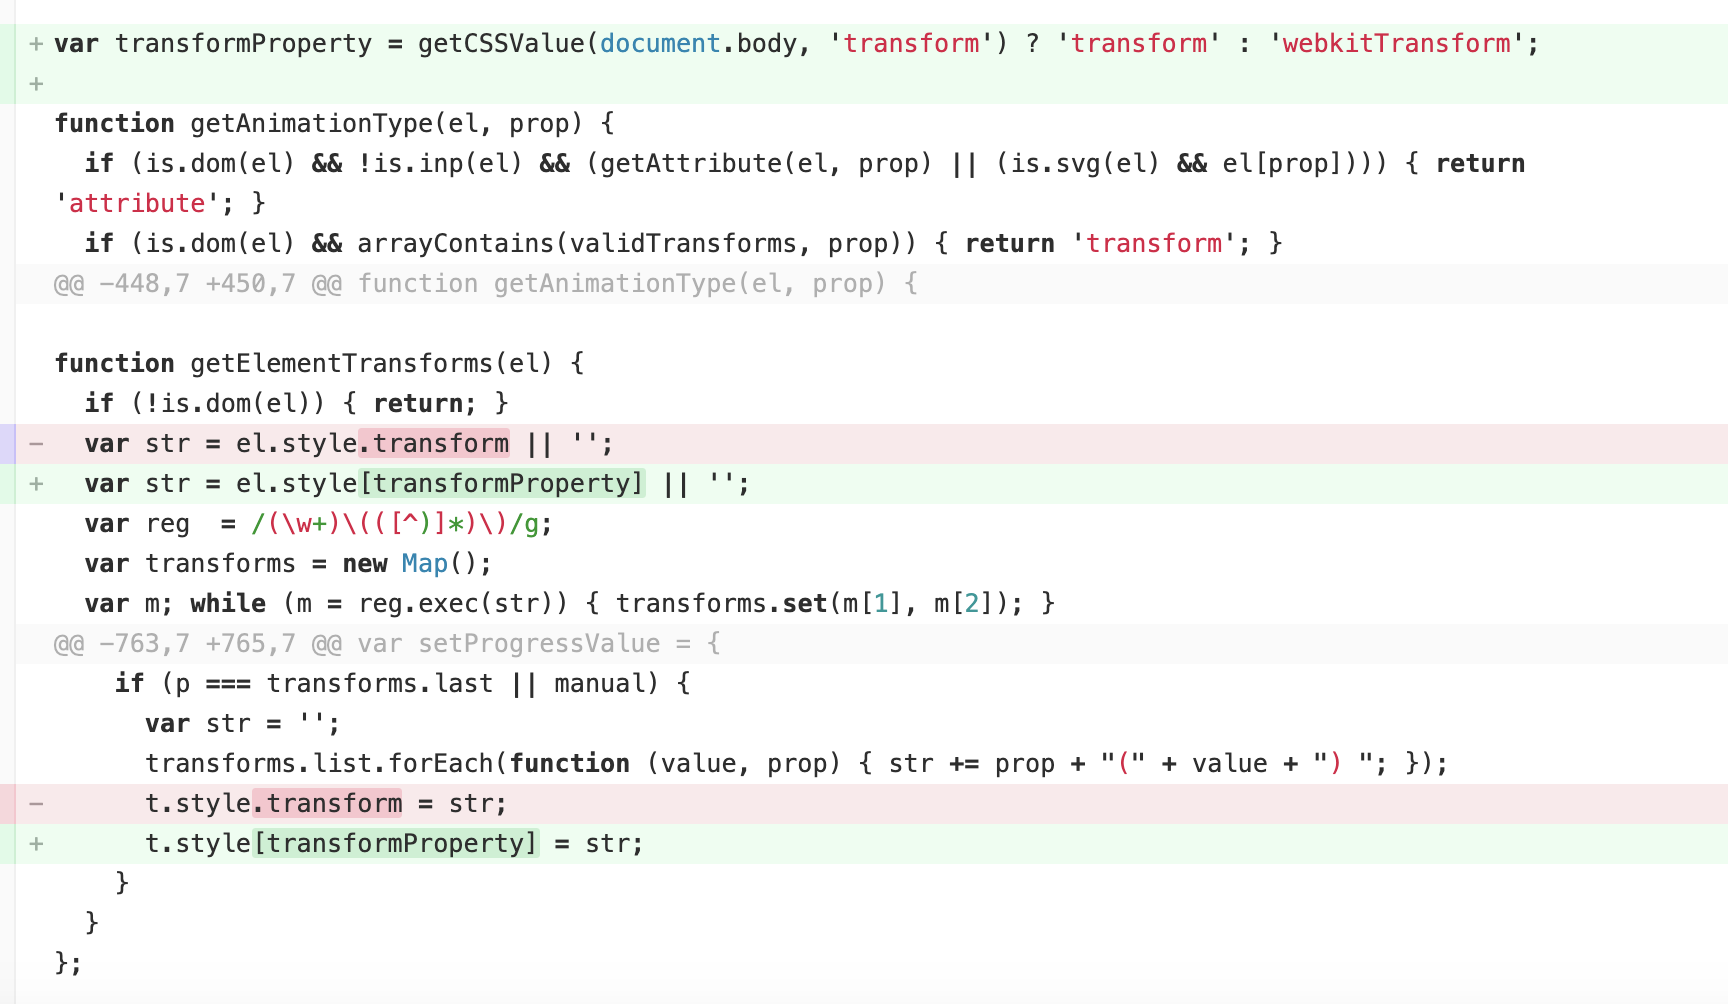 + var transformProperty = getCSSValue(document.body, 'transform') ? 'transform' : 'webkitTransform';
+
function getAnimationType(el, prop) {
  if (is.dom(el) && !is.inp(el) && (getAttribute(el, prop) || (is.svg(el) && el[prop]))) { return
'attribute'; }
  if (is.dom(el) && arrayContains(validTransforms, prop)) { return 'transform'; }
@@ −448,7 +450,7 @@ function getAnimationType(el, prop) {
function getElementTransforms(el) {
  if (!is.dom(el)) { return; }
−   var str = el.style.transform || '';
+   var str = el.style[transformProperty] || '';
  var reg  = /(\w+)\(([^)]*)\)/g;
  var transforms = new Map();
  var m; while (m = reg.exec(str)) { transforms.set(m[1], m[2]); }
@@ −763,7 +765,7 @@ var setProgressValue = {
    if (p === transforms.last || manual) {
      var str = '';
      transforms.list.forEach(function (value, prop) { str += prop + "(" + value + ") "; });
−       t.style.transform = str;
+       t.style[transformProperty] = str;
    }
  }
};